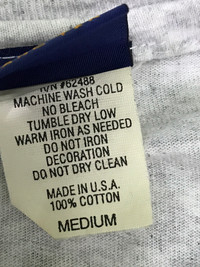 RN #62488
MACHINE WASH COLD
NO BLEACH
TUMBLE DRY LOW
WARM IRON AS NEEDED
DO NOT IRON
DECORATION
DO NOT DRY CLEAN
MADE IN U.S.A.
100% COTTON
MEDIUM